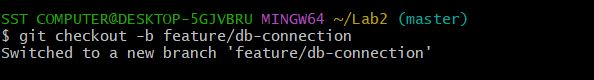 SST COMPUTER@DESKTOP-5GJVBRU MINGW64 ~/Lab2 (master)
$ git checkout -b feature/db-connection
Switched to a new branch 'feature/db-connection'